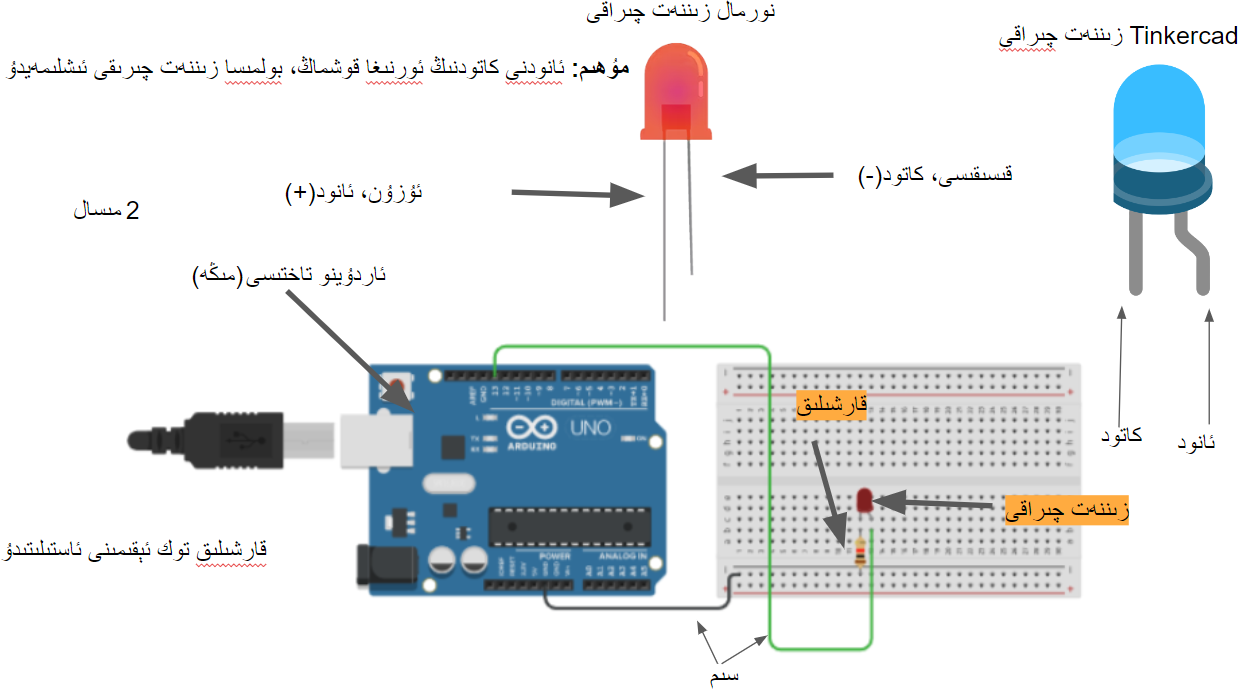 نورمال زىننەت چىراقى
Tinkercad زىننەت چىراقى
مۇھىم: ئانودنى كاتودنىڭ ئورنىغا قوشماڭ، بولمىسا زىننەت چىرىقى ئىشلىمەيدۇ
قىسىقىسى، كاتود(-)
ئۇزۇن، ئانود(+)
2 مىسال
ئاردۇينو تاختىسى(مىڭە)
قارشىلىق
كاتود
ئانود
زىننەت چىراقى
قارشىلىق توك ئېقىمىنى ئاستىلىتىدۇ
سىم
DIGITAL (PWM~)
UNO
ARDUINO
POWER
ANALOG IN